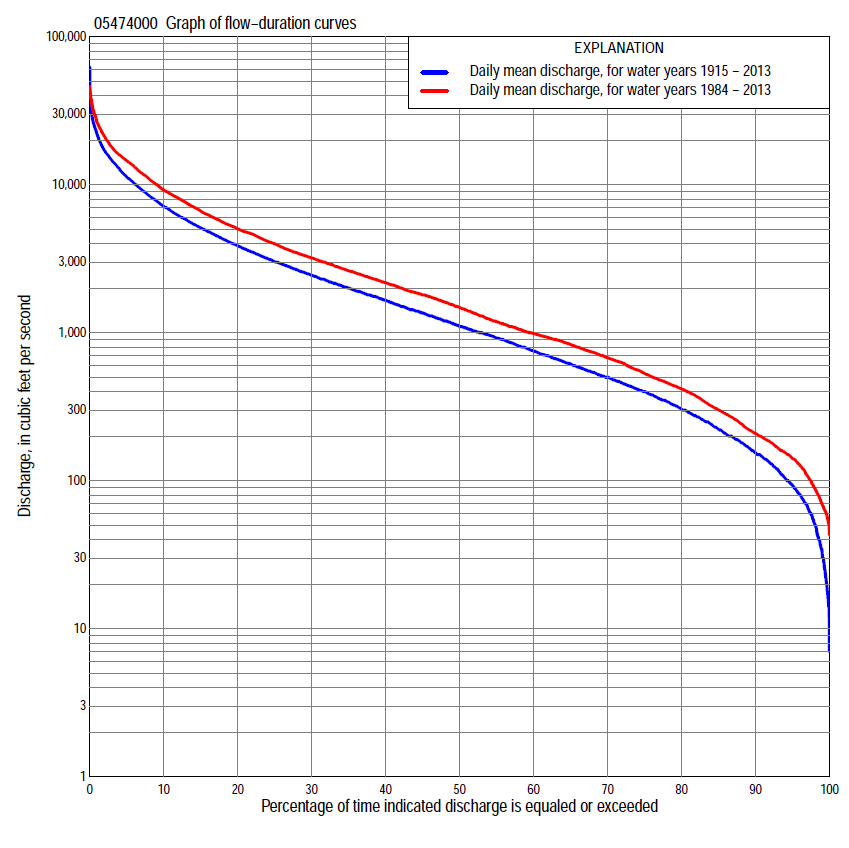 05474000 Graph of flow−duration curves
EXPLANATION
Daily mean discharge, for water years 1915 − 2013
Daily mean discharge, for water years 1984 − 2013
100,000
30,000
10,000
3,000
1,000
300
100
30
10
3
1
Discharge, in cubic feet per second
0 10 20 30 40 50 60 70 80 90 100
Percentage of time indicated discharge is equaled or exceeded